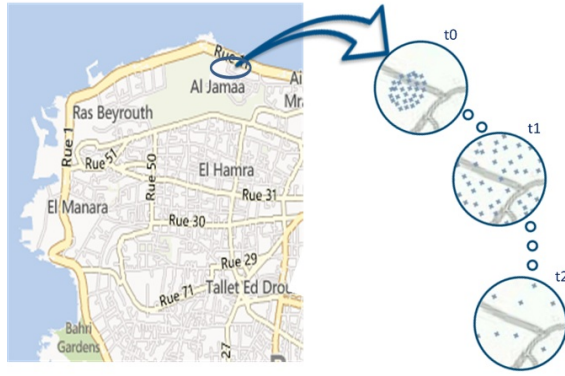 t0
Al Jamaa
Ras Beyrouth
Rue 1
Rue 51
Rue 50
El Hamra
t1
Rue 31
El Manara
Rue 30
Rue 29
Rue 71
Tallet Ed Drou
t2
Bahri
Gardens
27